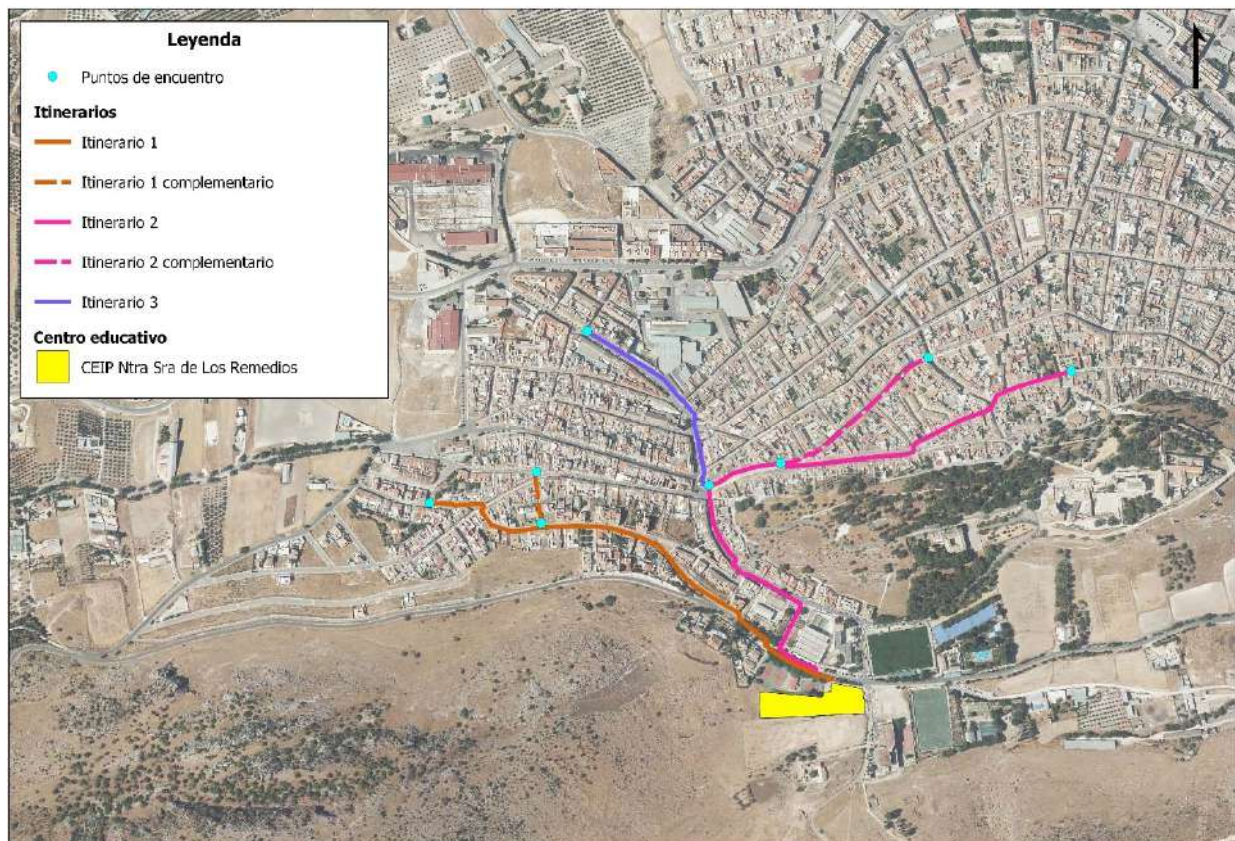 Leyenda
Puntos de encuentro
Itinerarios
Itinerario 1
Itinerario 1 complementario
Itinerario 2
Itinerario 2 complementario
Itinerario 3
Centro educativo
CEIP Ntra Sra de Los Remedios